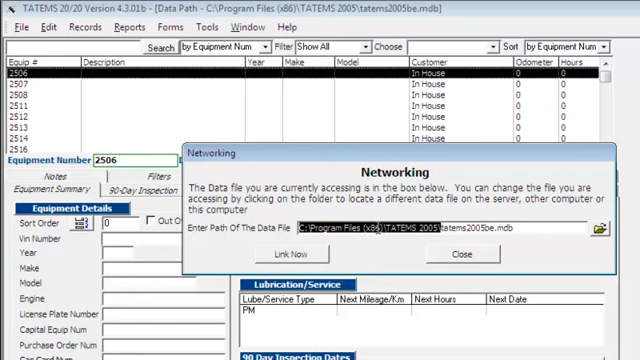 TATEMS 20/20 Version 4.3.01b - [Data Path - C:\Program Files (x86)\TATEMS 2005\tatems2005be.mdb]
File Edit Records Reports Forms Tools Window Help
Search by Equipment Num Filter Show All Choose Sort by Equipment Num
Equip # Description Year Make Model Customer Odometer Hours
2506 In House 0 0
2507 In House 0 0
2508 In House 0 0
2511 In House 0 0
2512 In House 0 0
2513 In House 0 0
2514 In House 0 0
2516
Equipment Number 2506
Notes Filters
Equipment Summary 90-Day Inspection
Networking
Networking
The Data file you are currently accessing is in the box below. You can change the file you are
accessing by clicking on the folder to locate a different data file on the server, other computer or
this computer
Enter Path Of The Data File C:\Program Files (x86)\TATEMS 2005\tatems2005be.mdb
Link Now Close
Equipment Details
Sort Order 0 Out O
Vin Number
Year
Make
Model
Engine
License Plate Number
Capital Equip Num
Purchase Order Num
Lubrication/Service
Lube/Service Type Next Mileage/Km Next Hours Next Date
PM
90 Day Inspection Dates